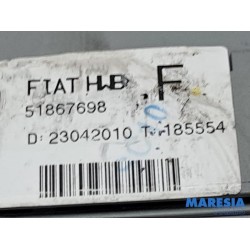 FIAT HWB .F
51867698
D: 23042010 T: 185554
MARESIA